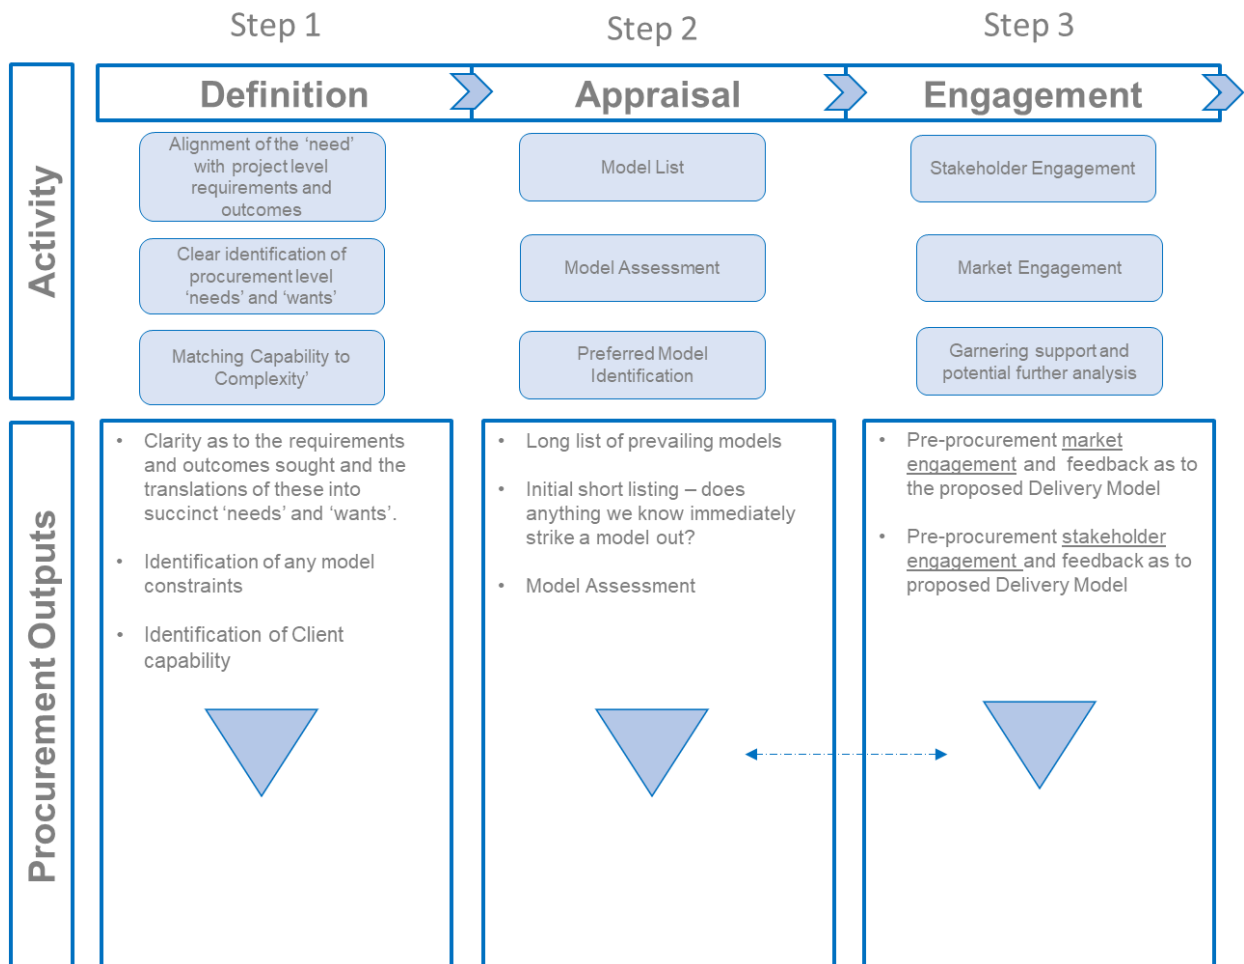 Step 1
Step 2
Step 3
Activity
Definition
Appraisal
Engagement
Alignment of the ‘need’
with project level
requirements and
outcomes
Clear identification of
procurement level
‘needs’ and ‘wants’
Matching Capability to
Complexity’
Model List
Model Assessment
Preferred Model
Identification
Stakeholder Engagement
Market Engagement
Garnering support and
potential further analysis
Procurement Outputs
• Clarity as to the requirements
and outcomes sought and the
translations of these into
succinct ‘needs’ and ‘wants’.
• Identification of any model
constraints
• Identification of Client
capability
• Long list of prevailing models
• Initial short listing – does
anything we know immediately
strike a model out?
• Model Assessment
• Pre-procurement market
engagement and feedback as to
the proposed Delivery Model
• Pre-procurement stakeholder
engagement and feedback as to
proposed Delivery Model